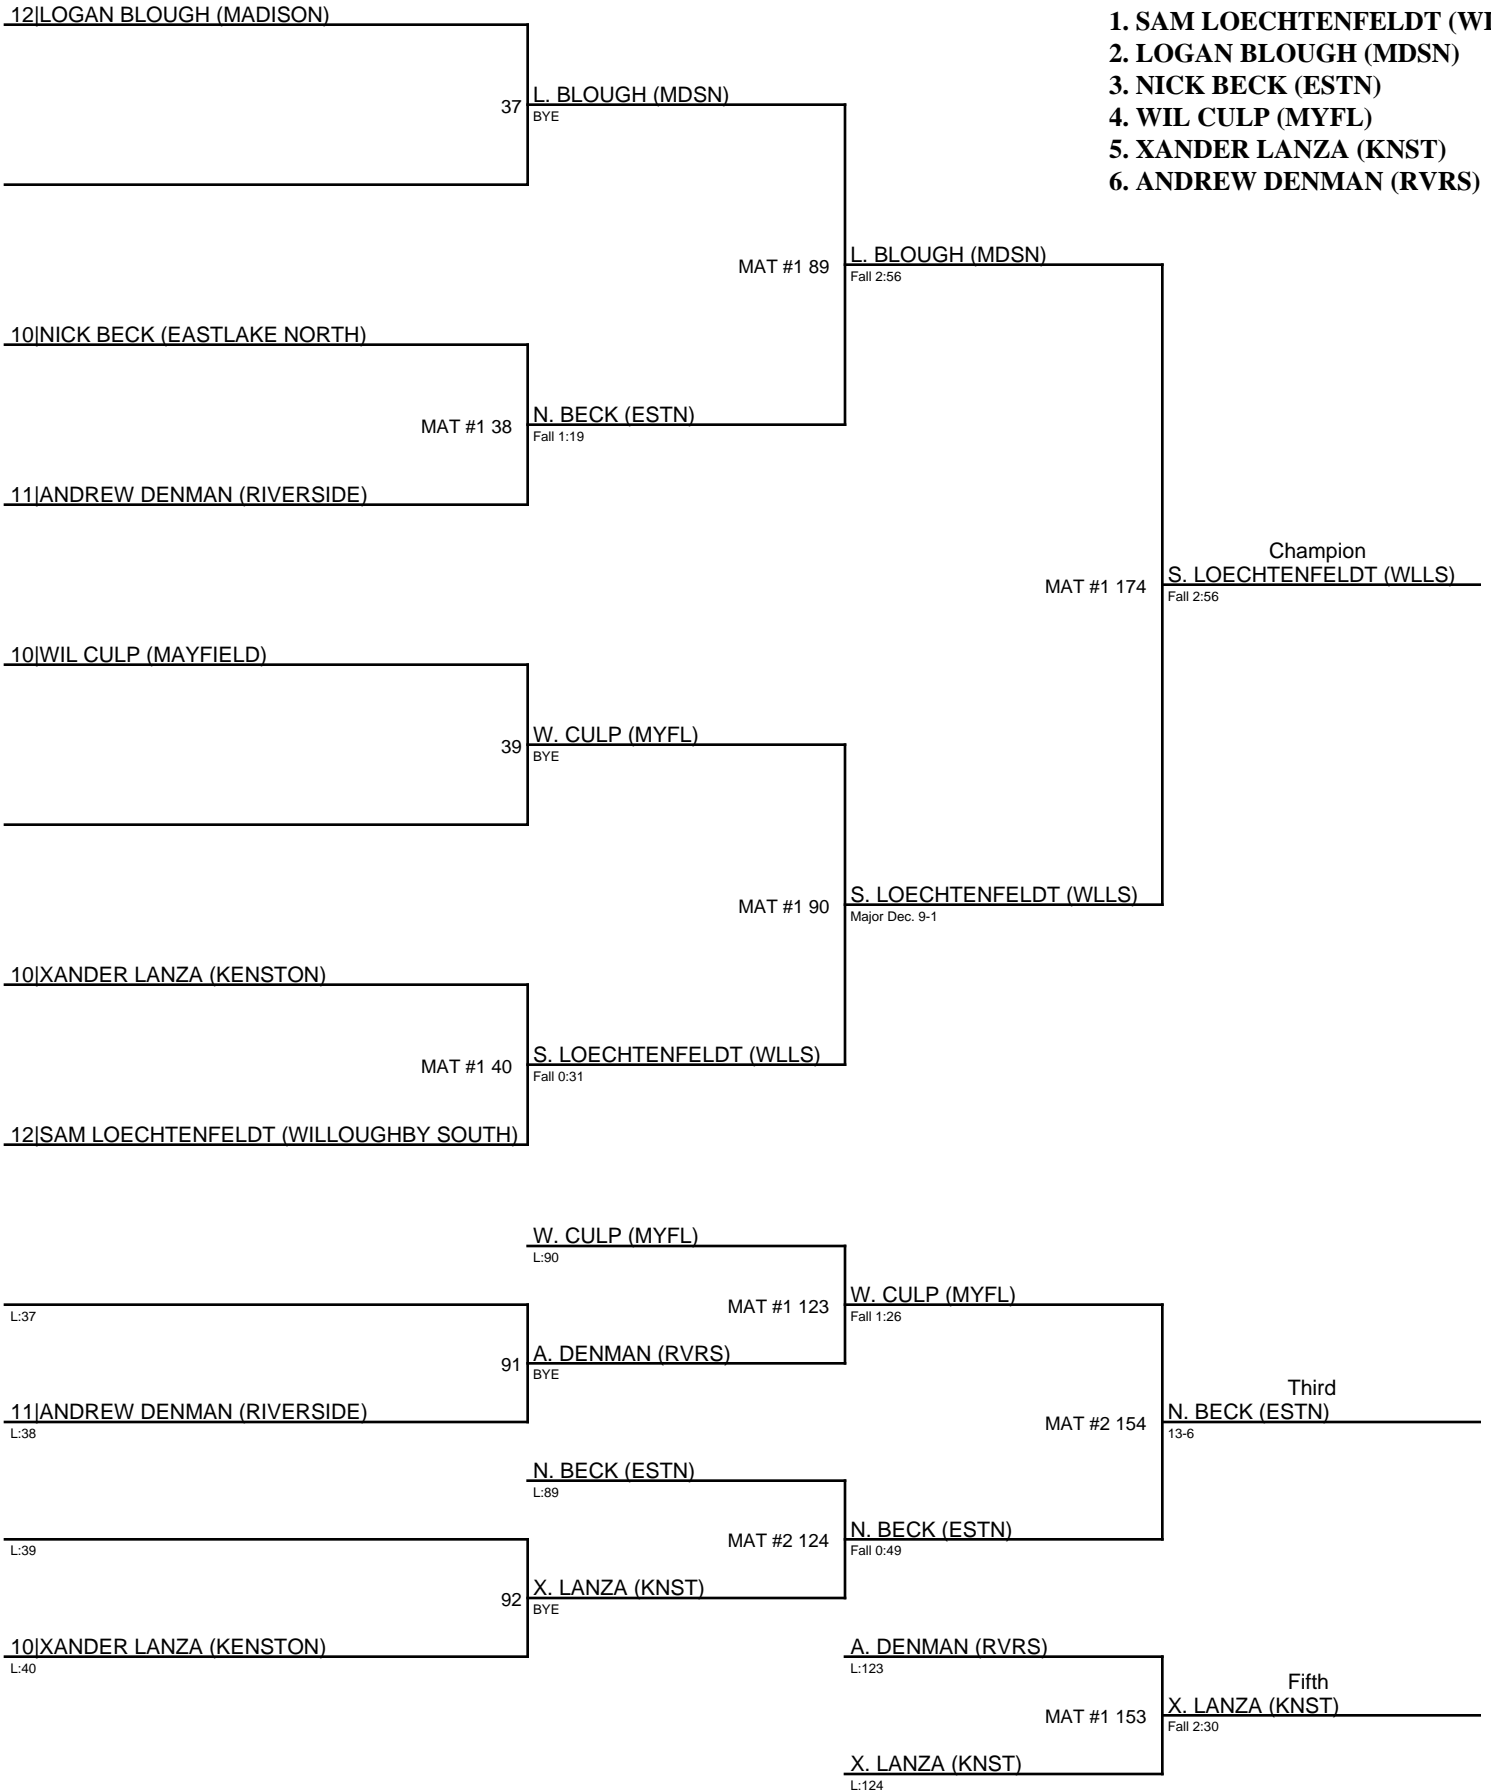 12|LOGAN BLOUGH (MADISON)
1. SAM LOECHTENFELDT (WL
2. LOGAN BLOUGH (MDSN)
3. NICK BECK (ESTN)
4. WIL CULP (MYFL)
5. XANDER LANZA (KNST)
6. ANDREW DENMAN (RVRS)
37
L. BLOUGH (MDSN)
BYE
MAT #1 89
L. BLOUGH (MDSN)
Fall 2:56
10|NICK BECK (EASTLAKE NORTH)
MAT #1 38
N. BECK (ESTN)
Fall 1:19
11|ANDREW DENMAN (RIVERSIDE)
Champion
MAT #1 174
S. LOECHTENFELDT (WLLS)
Fall 2:56
10|WIL CULP (MAYFIELD)
39
W. CULP (MYFL)
BYE
MAT #1 90
S. LOECHTENFELDT (WLLS)
Major Dec. 9-1
10|XANDER LANZA (KENSTON)
MAT #1 40
S. LOECHTENFELDT (WLLS)
Fall 0:31
12|SAM LOECHTENFELDT (WILLOUGHBY SOUTH)
W. CULP (MYFL)
L:90
L:37
MAT #1 123
W. CULP (MYFL)
Fall 1:26
91
A. DENMAN (RVRS)
BYE
11|ANDREW DENMAN (RIVERSIDE)
L:38
Third
MAT #2 154
N. BECK (ESTN)
13-6
N. BECK (ESTN)
L:89
L:39
MAT #2 124
N. BECK (ESTN)
Fall 0:49
92
X. LANZA (KNST)
BYE
10|XANDER LANZA (KENSTON)
L:40
A. DENMAN (RVRS)
L:123
Fifth
MAT #1 153
X. LANZA (KNST)
Fall 2:30
X. LANZA (KNST)
L:124